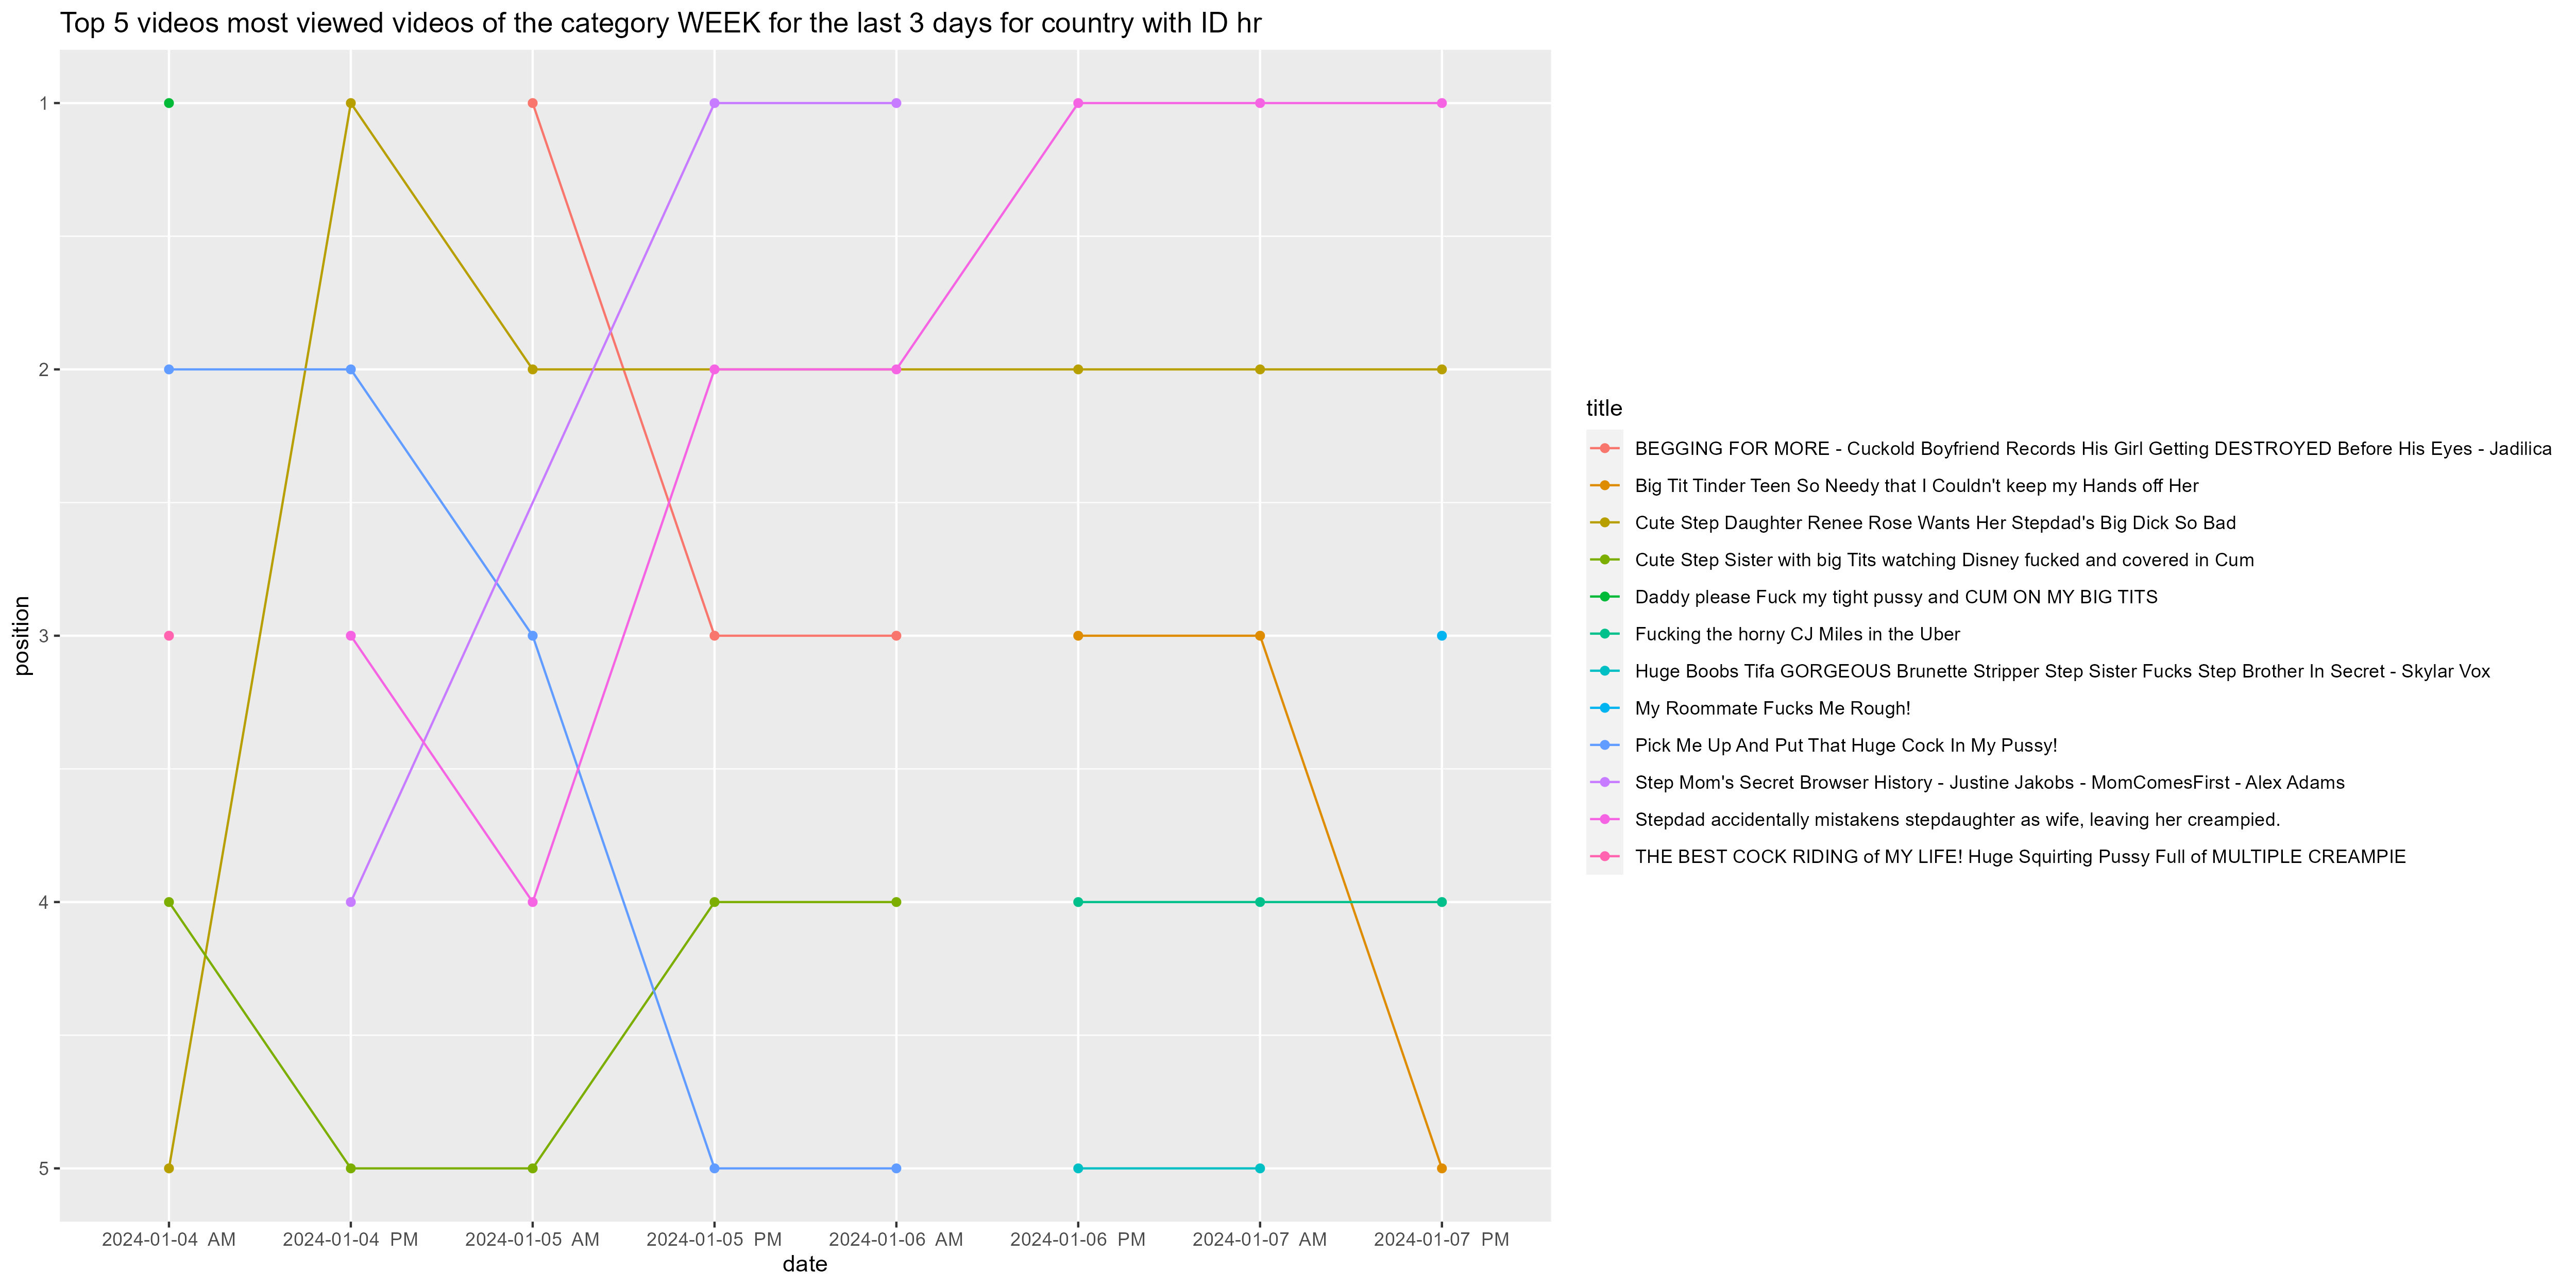 Top 5 videos most viewed videos of the category WEEK for the last 3 days for country with ID hr
position
1
2
3
4
5
2024-01-04 AM
2024-01-04 PM
2024-01-05 AM
2024-01-05 PM
2024-01-06 AM
2024-01-06 PM
2024-01-07 AM
2024-01-07 PM
date
title
BEGGING FOR MORE - Cuckold Boyfriend Records His Girl Getting DESTROYED Before His Eyes - Jadilica
Big Tit Tinder Teen So Needy that I Couldn't keep my Hands off Her
Cute Step Daughter Renee Rose Wants Her Stepdad's Big Dick So Bad
Cute Step Sister with big Tits watching Disney fucked and covered in Cum
Daddy please Fuck my tight pussy and CUM ON MY BIG TITS
Fucking the horny CJ Miles in the Uber
Huge Boobs Tifa GORGEOUS Brunette Stripper Step Sister Fucks Step Brother In Secret - Skylar Vox
My Roommate Fucks Me Rough!
Pick Me Up And Put That Huge Cock In My Pussy!
Step Mom's Secret Browser History - Justine Jakobs - MomComesFirst - Alex Adams
Stepdad accidentally mistakens stepdaughter as wife, leaving her creampied.
THE BEST COCK RIDING of MY LIFE! Huge Squirting Pussy Full of MULTIPLE CREAMPIE